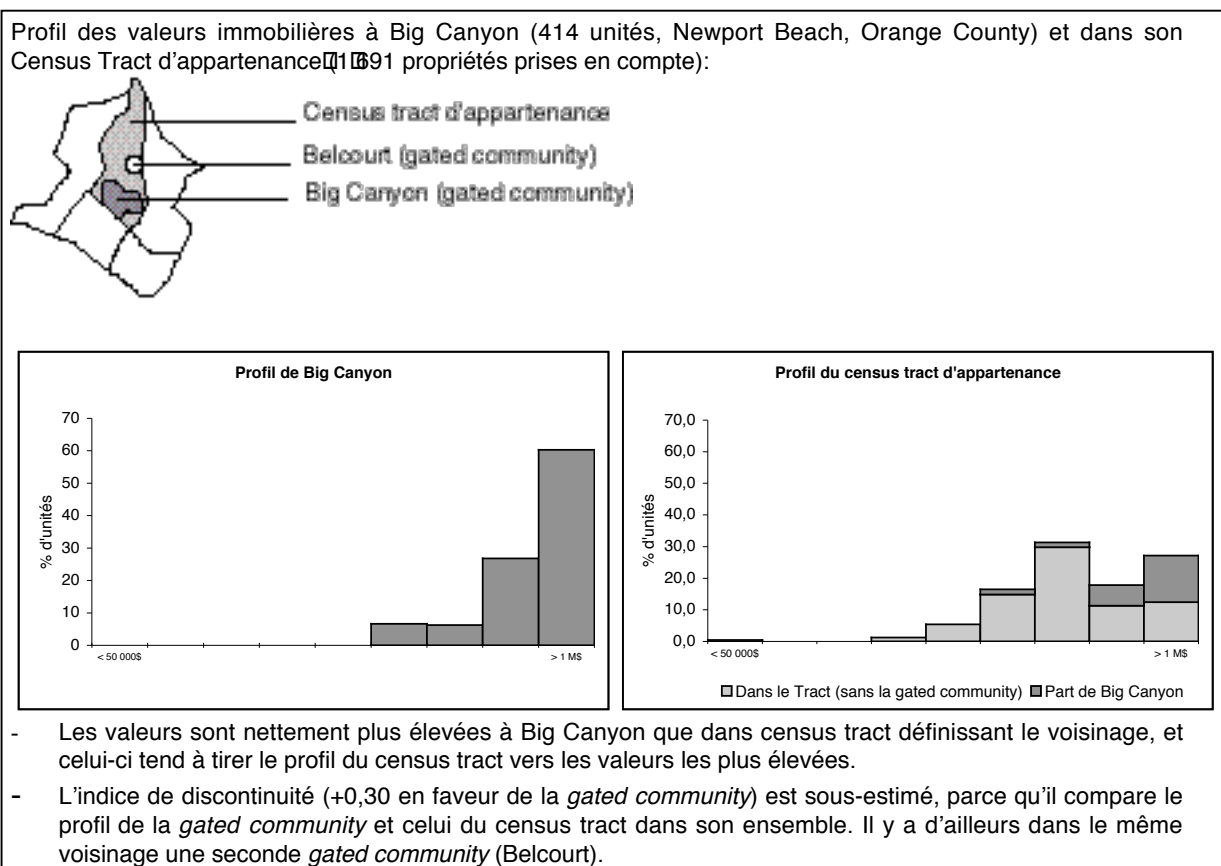 Profil des valeurs immobilières à Big Canyon (414 unités, Newport Beach, Orange County) et dans son
Census Tract d'appartenance (1 691 propriétés prises en compte):
Census tract d'appartenance
Belcourt (gated community)
Big Canyon (gated community)
Profil de Big Canyon
70
60
50
40
30
20
10
0
% d'unités
< 50 000$
> 1 M$
Profil du census tract d'appartenance
70,0
60,0
50,0
40,0
30,0
20,0
10,0
0,0
% d'unités
< 50 000$
> 1 M$
Dans le Tract (sans la gated community) Part de Big Canyon
- Les valeurs sont nettement plus élevées à Big Canyon que dans census tract définissant le voisinage, et
celui-ci tend à tirer le profil du census tract vers les valeurs les plus élevées.
- L'indice de discontinuité (+0,30 en faveur de la gated community) est sous-estimé, parce qu'il compare le
profil de la gated community et celui du census tract dans son ensemble. Il y a d'ailleurs dans le même
voisinage une seconde gated community (Belcourt).